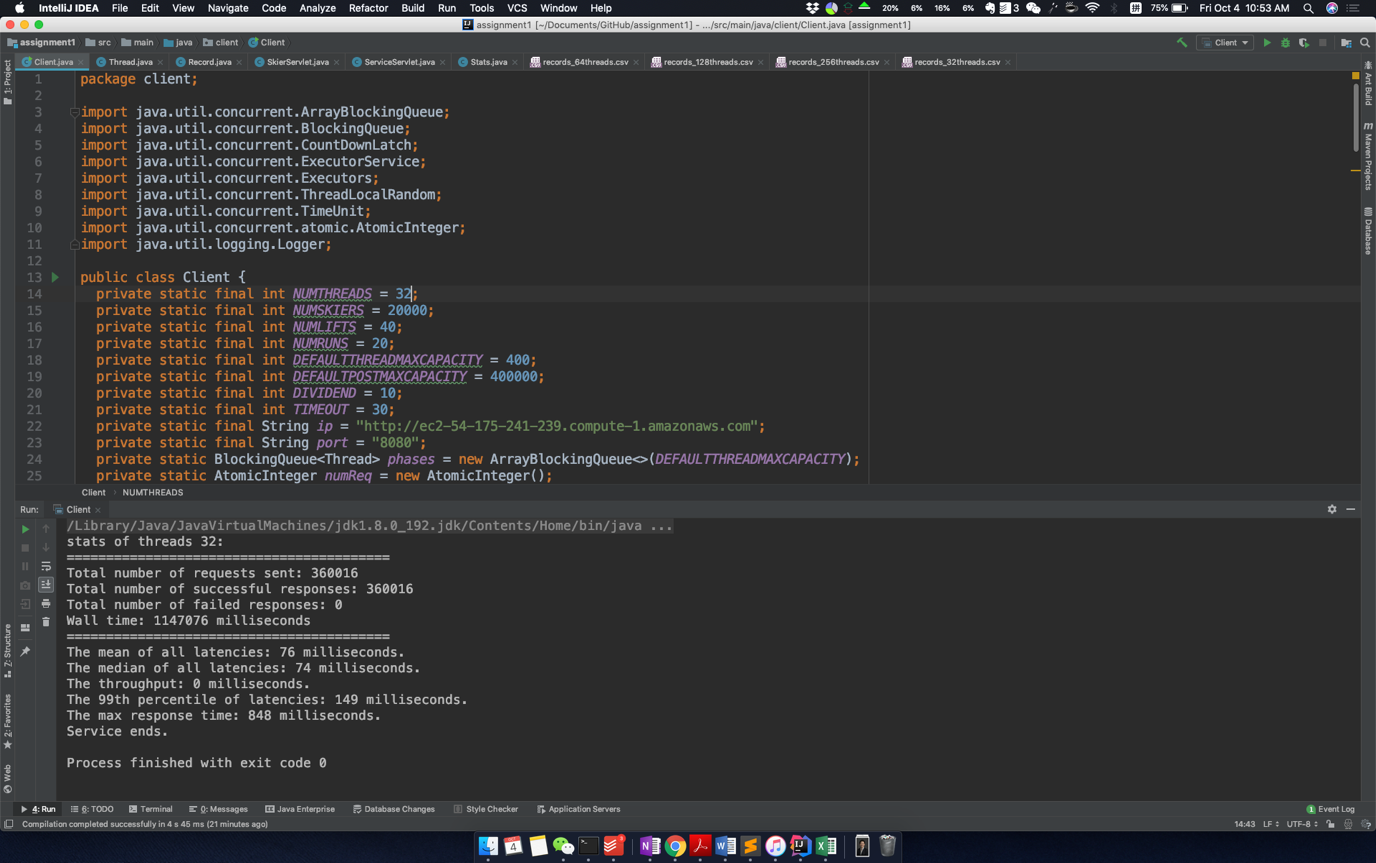 IntelliJ IDEA File Edit View Navigate Code Analyze Refactor Build Run Tools VCS Window Help 20% 6% 16% 6% 3 75% Fri Oct 4 10:53 AM
assignment1 [~/Documents/GitHub/assignment1] - .../src/main/java/client/Client.java [assignment1]
assignment1 src main java client Client Client
Client.java Thread.java Record.java SkierServlet.java ServiceServlet.java Stats.java records_64threads.csv records_128threads.csv records_256threads.csv records_32threads.csv
1 package client;
2
3 import java.util.concurrent.ArrayBlockingQueue;
4 import java.util.concurrent.BlockingQueue;
5 import java.util.concurrent.CountDownLatch;
6 import java.util.concurrent.ExecutorService;
7 import java.util.concurrent.Executors;
8 import java.util.concurrent.ThreadLocalRandom;
9 import java.util.concurrent.TimeUnit;
10 import java.util.concurrent.atomic.AtomicInteger;
11 import java.util.logging.Logger;
12
13 public class Client {
14 private static final int NUMTHREADS = 32;
15 private static final int NUMSKIERS = 20000;
16 private static final int NUMLIFTS = 40;
17 private static final int NUMRUNS = 20;
18 private static final int DEFAULTTHREADMAXCAPACITY = 400;
19 private static final int DEFAULTPOSTMAXCAPACITY = 400000;
20 private static final int DIVIDEND = 10;
21 private static final int TIMEOUT = 30;
22 private static final String ip = "http://ec2-54-175-241-239.compute-1.amazonaws.com";
23 private static final String port = "8080";
24 private static BlockingQueue<Thread> phases = new ArrayBlockingQueue<>(DEFAULTTHREADMAXCAPACITY);
25 private static AtomicInteger numReq = new AtomicInteger();
1: Project
Ant Build
Maven Projects
Database
Client NUMTHREADS
Run: Client
/Library/Java/JavaVirtualMachines/jdk1.8.0_192.jdk/Contents/Home/bin/java ...
stats of threads 32:
=========================================
Total number of requests sent: 360016
Total number of successful responses: 360016
Total number of failed responses: 0
Wall time: 1147076 milliseconds
=========================================
The mean of all latencies: 76 milliseconds.
The median of all latencies: 74 milliseconds.
The throughput: 0 milliseconds.
The 99th percentile of latencies: 149 milliseconds.
The max response time: 848 milliseconds.
Service ends.
Process finished with exit code 0
7: Structure
2: Favorites
Web
4: Run 6: TODO Terminal 0: Messages Java Enterprise Database Changes Style Checker Application Servers 1 Event Log
Compilation completed successfully in 4 s 45 ms (21 minutes ago) 14:43 LF UTF-8
4 3